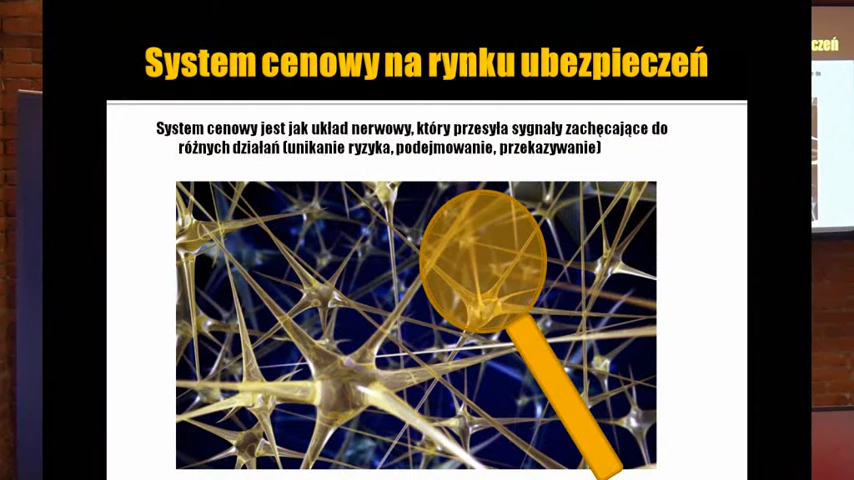 System cenowy na rynku ubezpieczeń
System cenowy jest jak układ nerwowy, który przesyła sygnały zachęcające do
różnych działań (unikanie ryzyka, podejmowanie, przekazywanie)
czeń